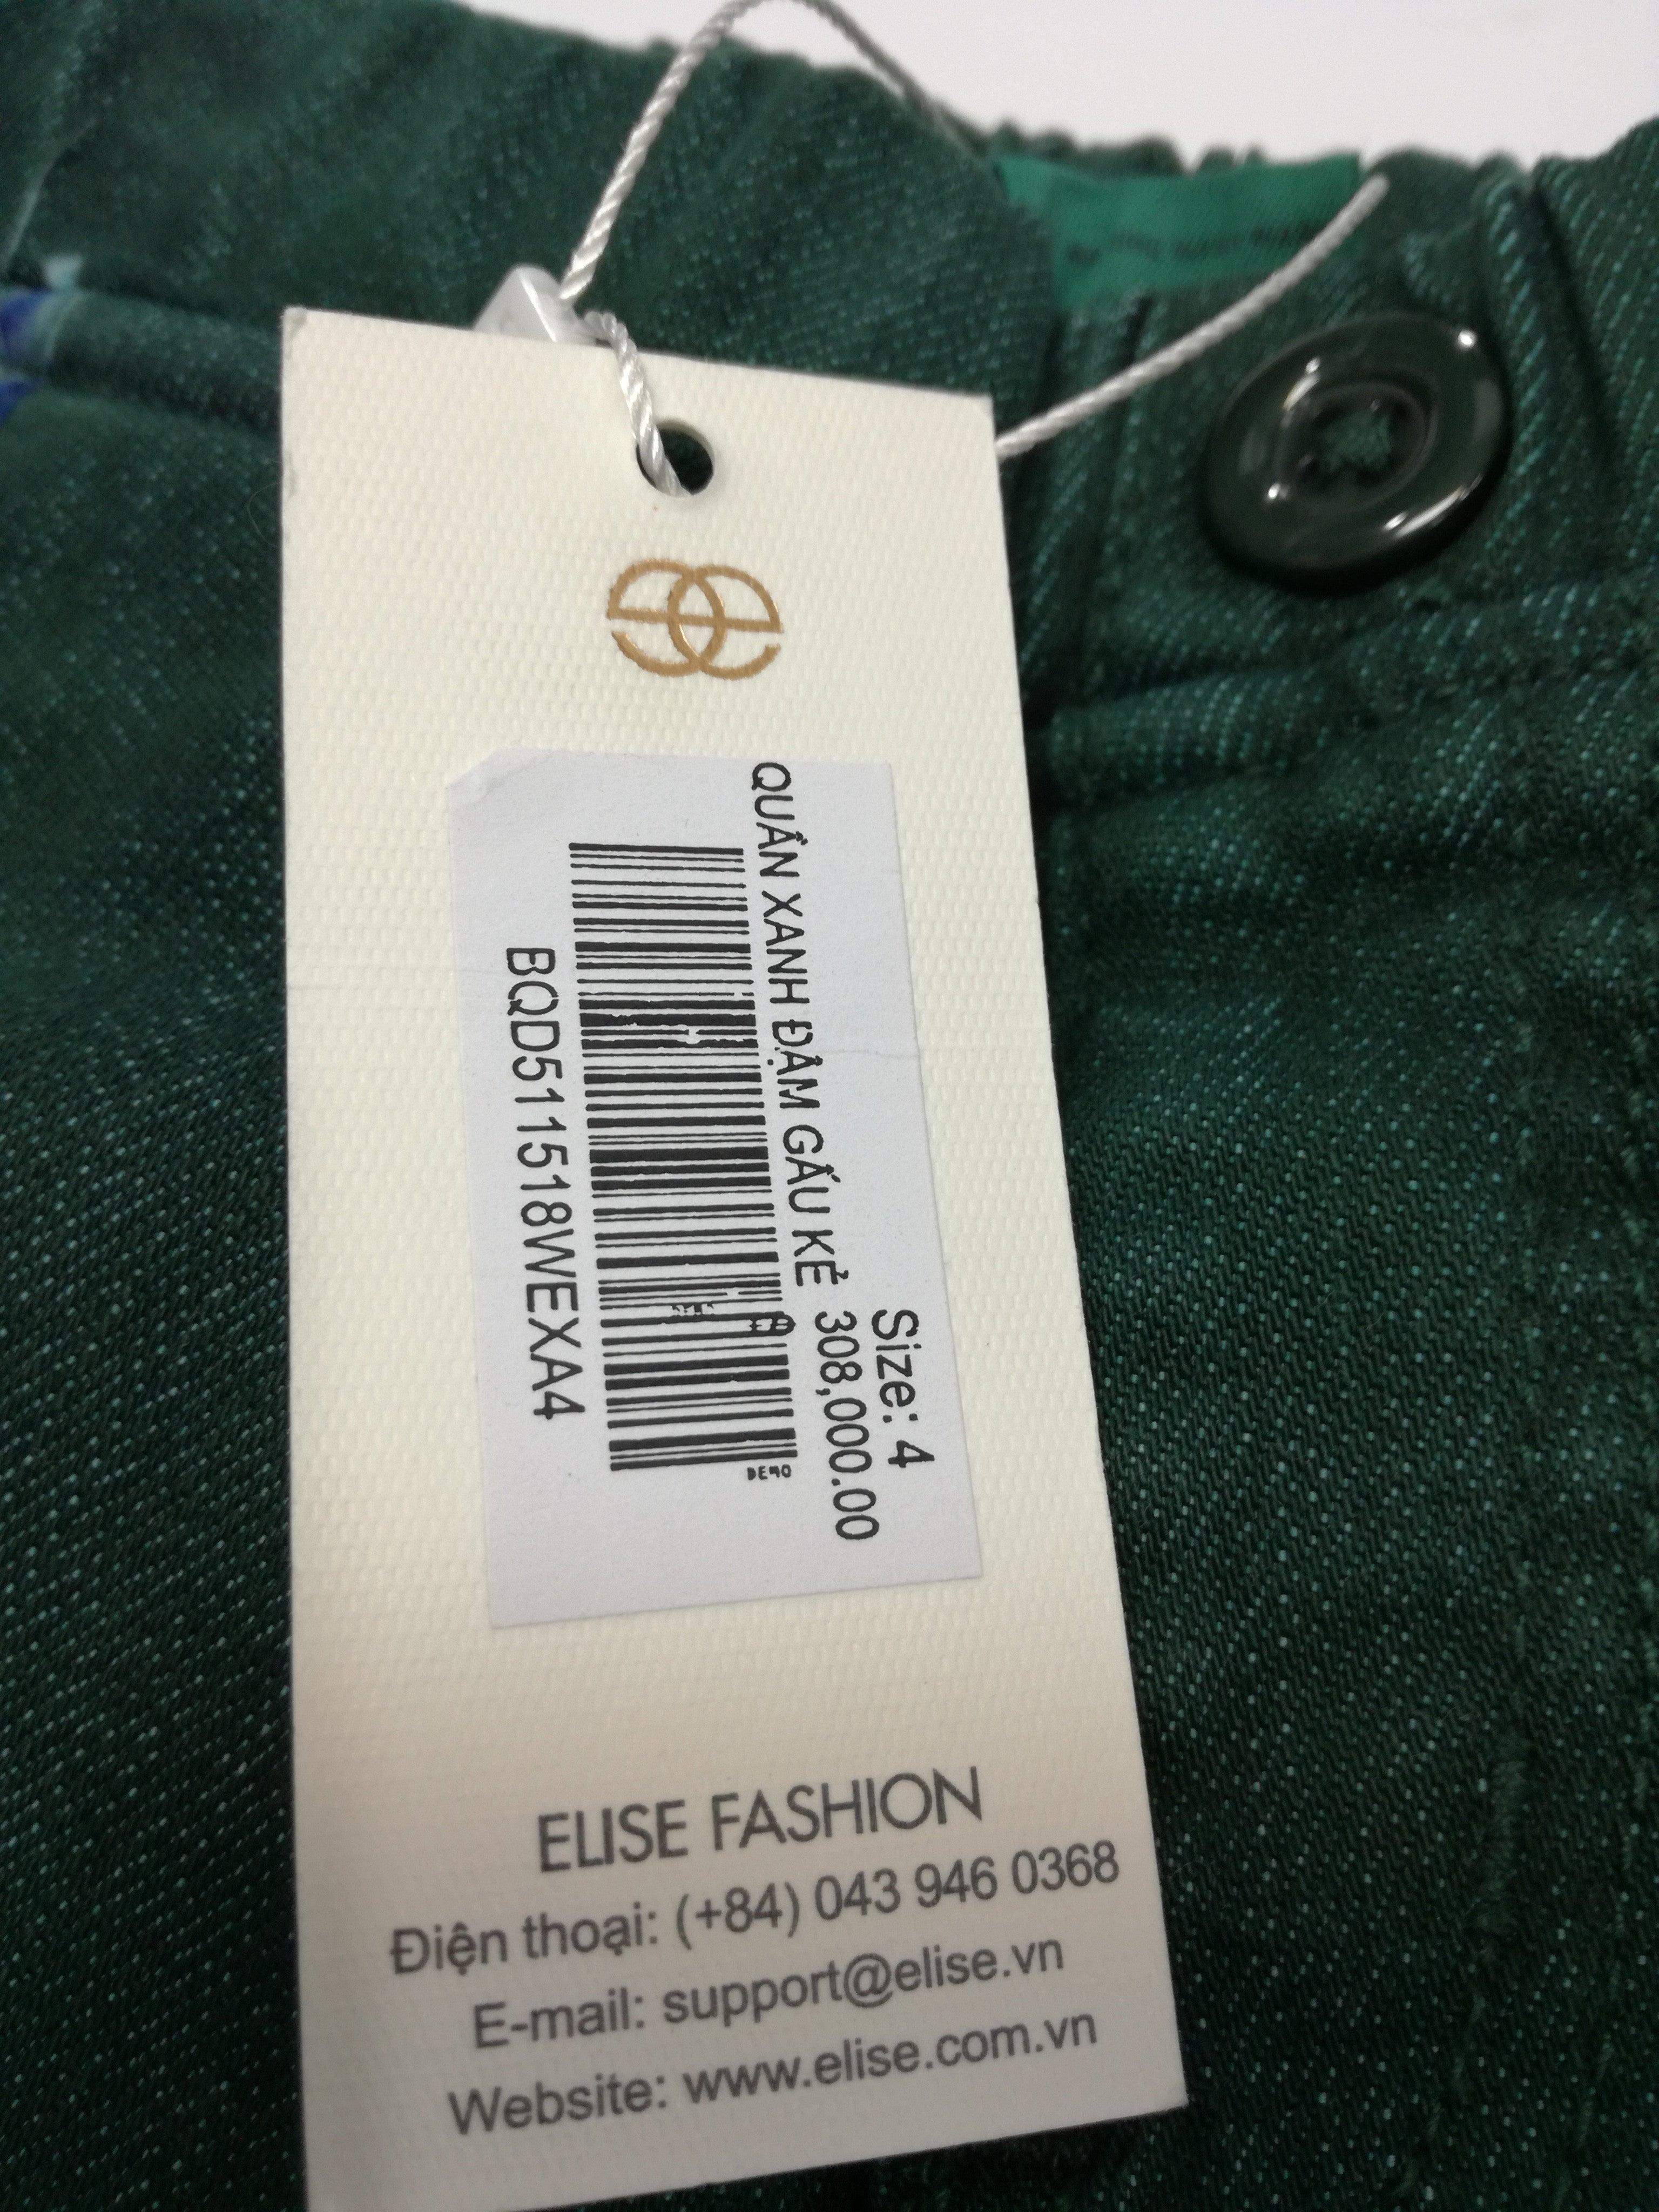 QUẦN XANH ĐẬM GẤU KẺ
308,000.00
Size: 4
DEMO
BQD511518WEXA4
ELISE FASHION
Điện thoại: (+84) 043 946 0368
E-mail: support@elise.vn
Website: www.elise.com.vn